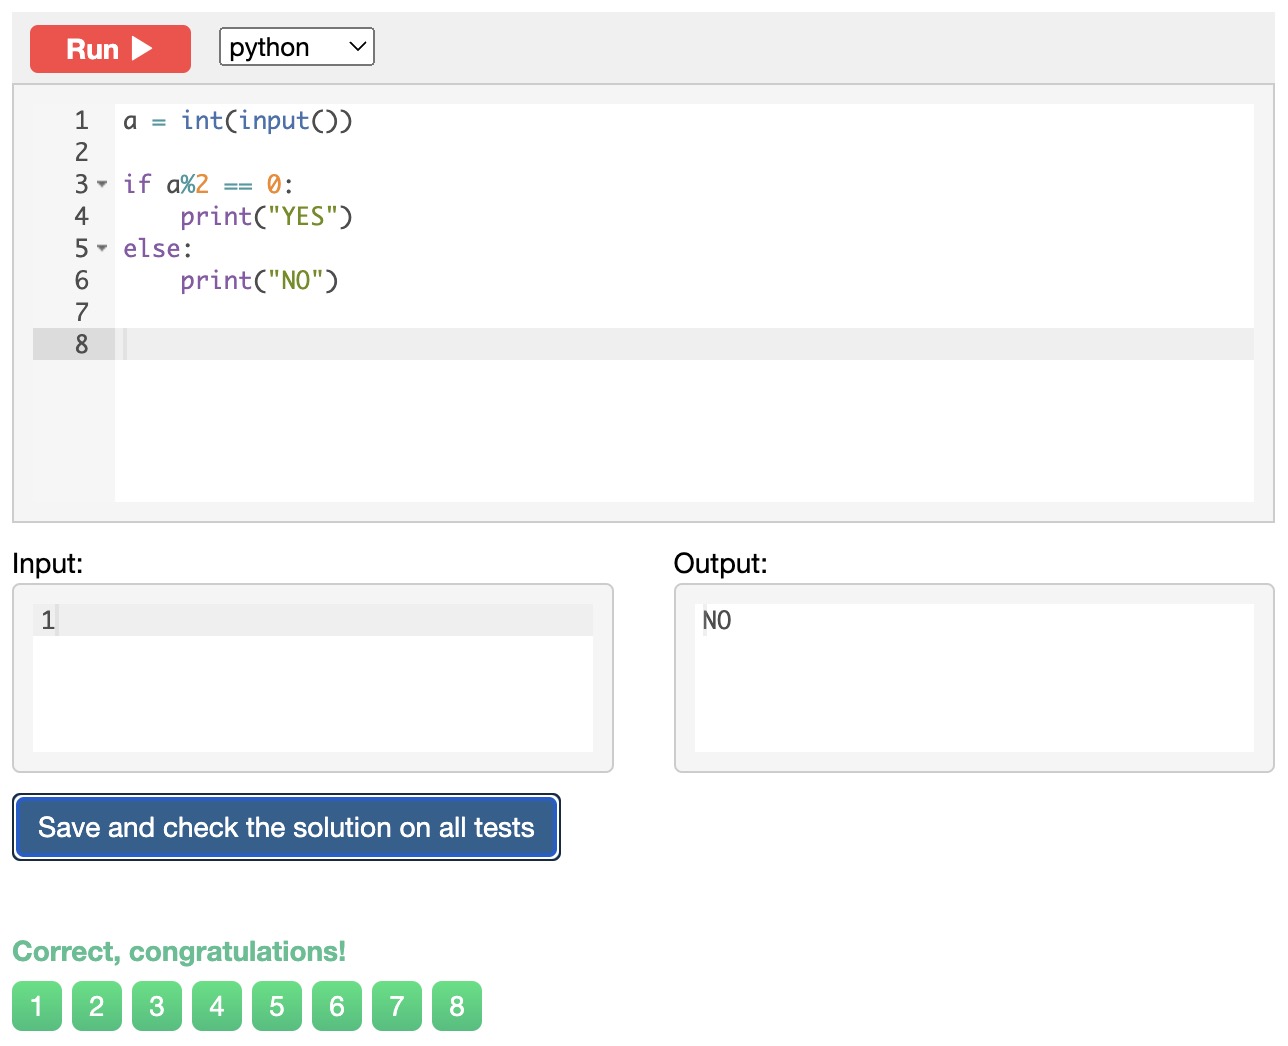 Run python
1 a = int(input())
2
3 if a%2 == 0:
4     print("YES")
5 else:
6     print("NO")
7
8
Input:
1
Output:
NO
Save and check the solution on all tests
Correct, congratulations!
1 2 3 4 5 6 7 8